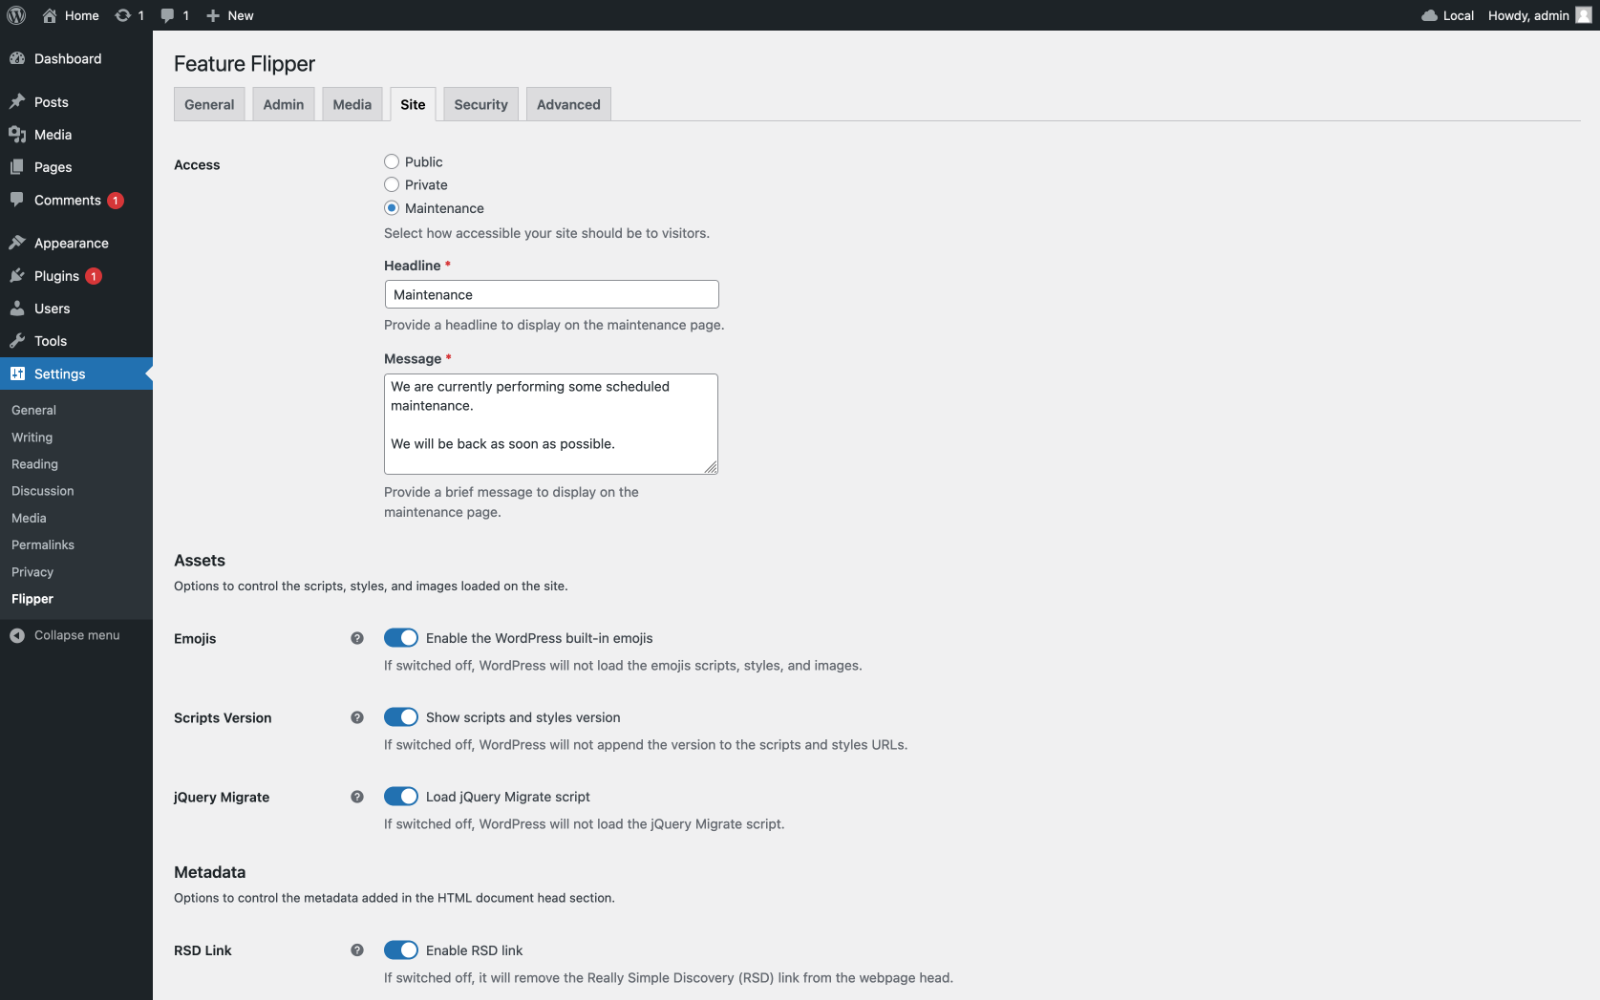 Home 1 1 New Local Howdy, admin
Dashboard
Posts
Media
Pages
Comments 1
Appearance
Plugins 1
Users
Tools
Settings
General
Writing
Reading
Discussion
Media
Permalinks
Privacy
Flipper
Collapse menu
Feature Flipper
General Admin Media Site Security Advanced
Access
Public
Private
Maintenance
Select how accessible your site should be to visitors.
Headline *
Maintenance
Provide a headline to display on the maintenance page.
Message *
We are currently performing some scheduled
maintenance.
We will be back as soon as possible.
Provide a brief message to display on the
maintenance page.
Assets
Options to control the scripts, styles, and images loaded on the site.
Emojis ? Enable the WordPress built-in emojis
If switched off, WordPress will not load the emojis scripts, styles, and images.
Scripts Version ? Show scripts and styles version
If switched off, WordPress will not append the version to the scripts and styles URLs.
jQuery Migrate ? Load jQuery Migrate script
If switched off, WordPress will not load the jQuery Migrate script.
Metadata
Options to control the metadata added in the HTML document head section.
RSD Link ? Enable RSD link
If switched off, it will remove the Really Simple Discovery (RSD) link from the webpage head.